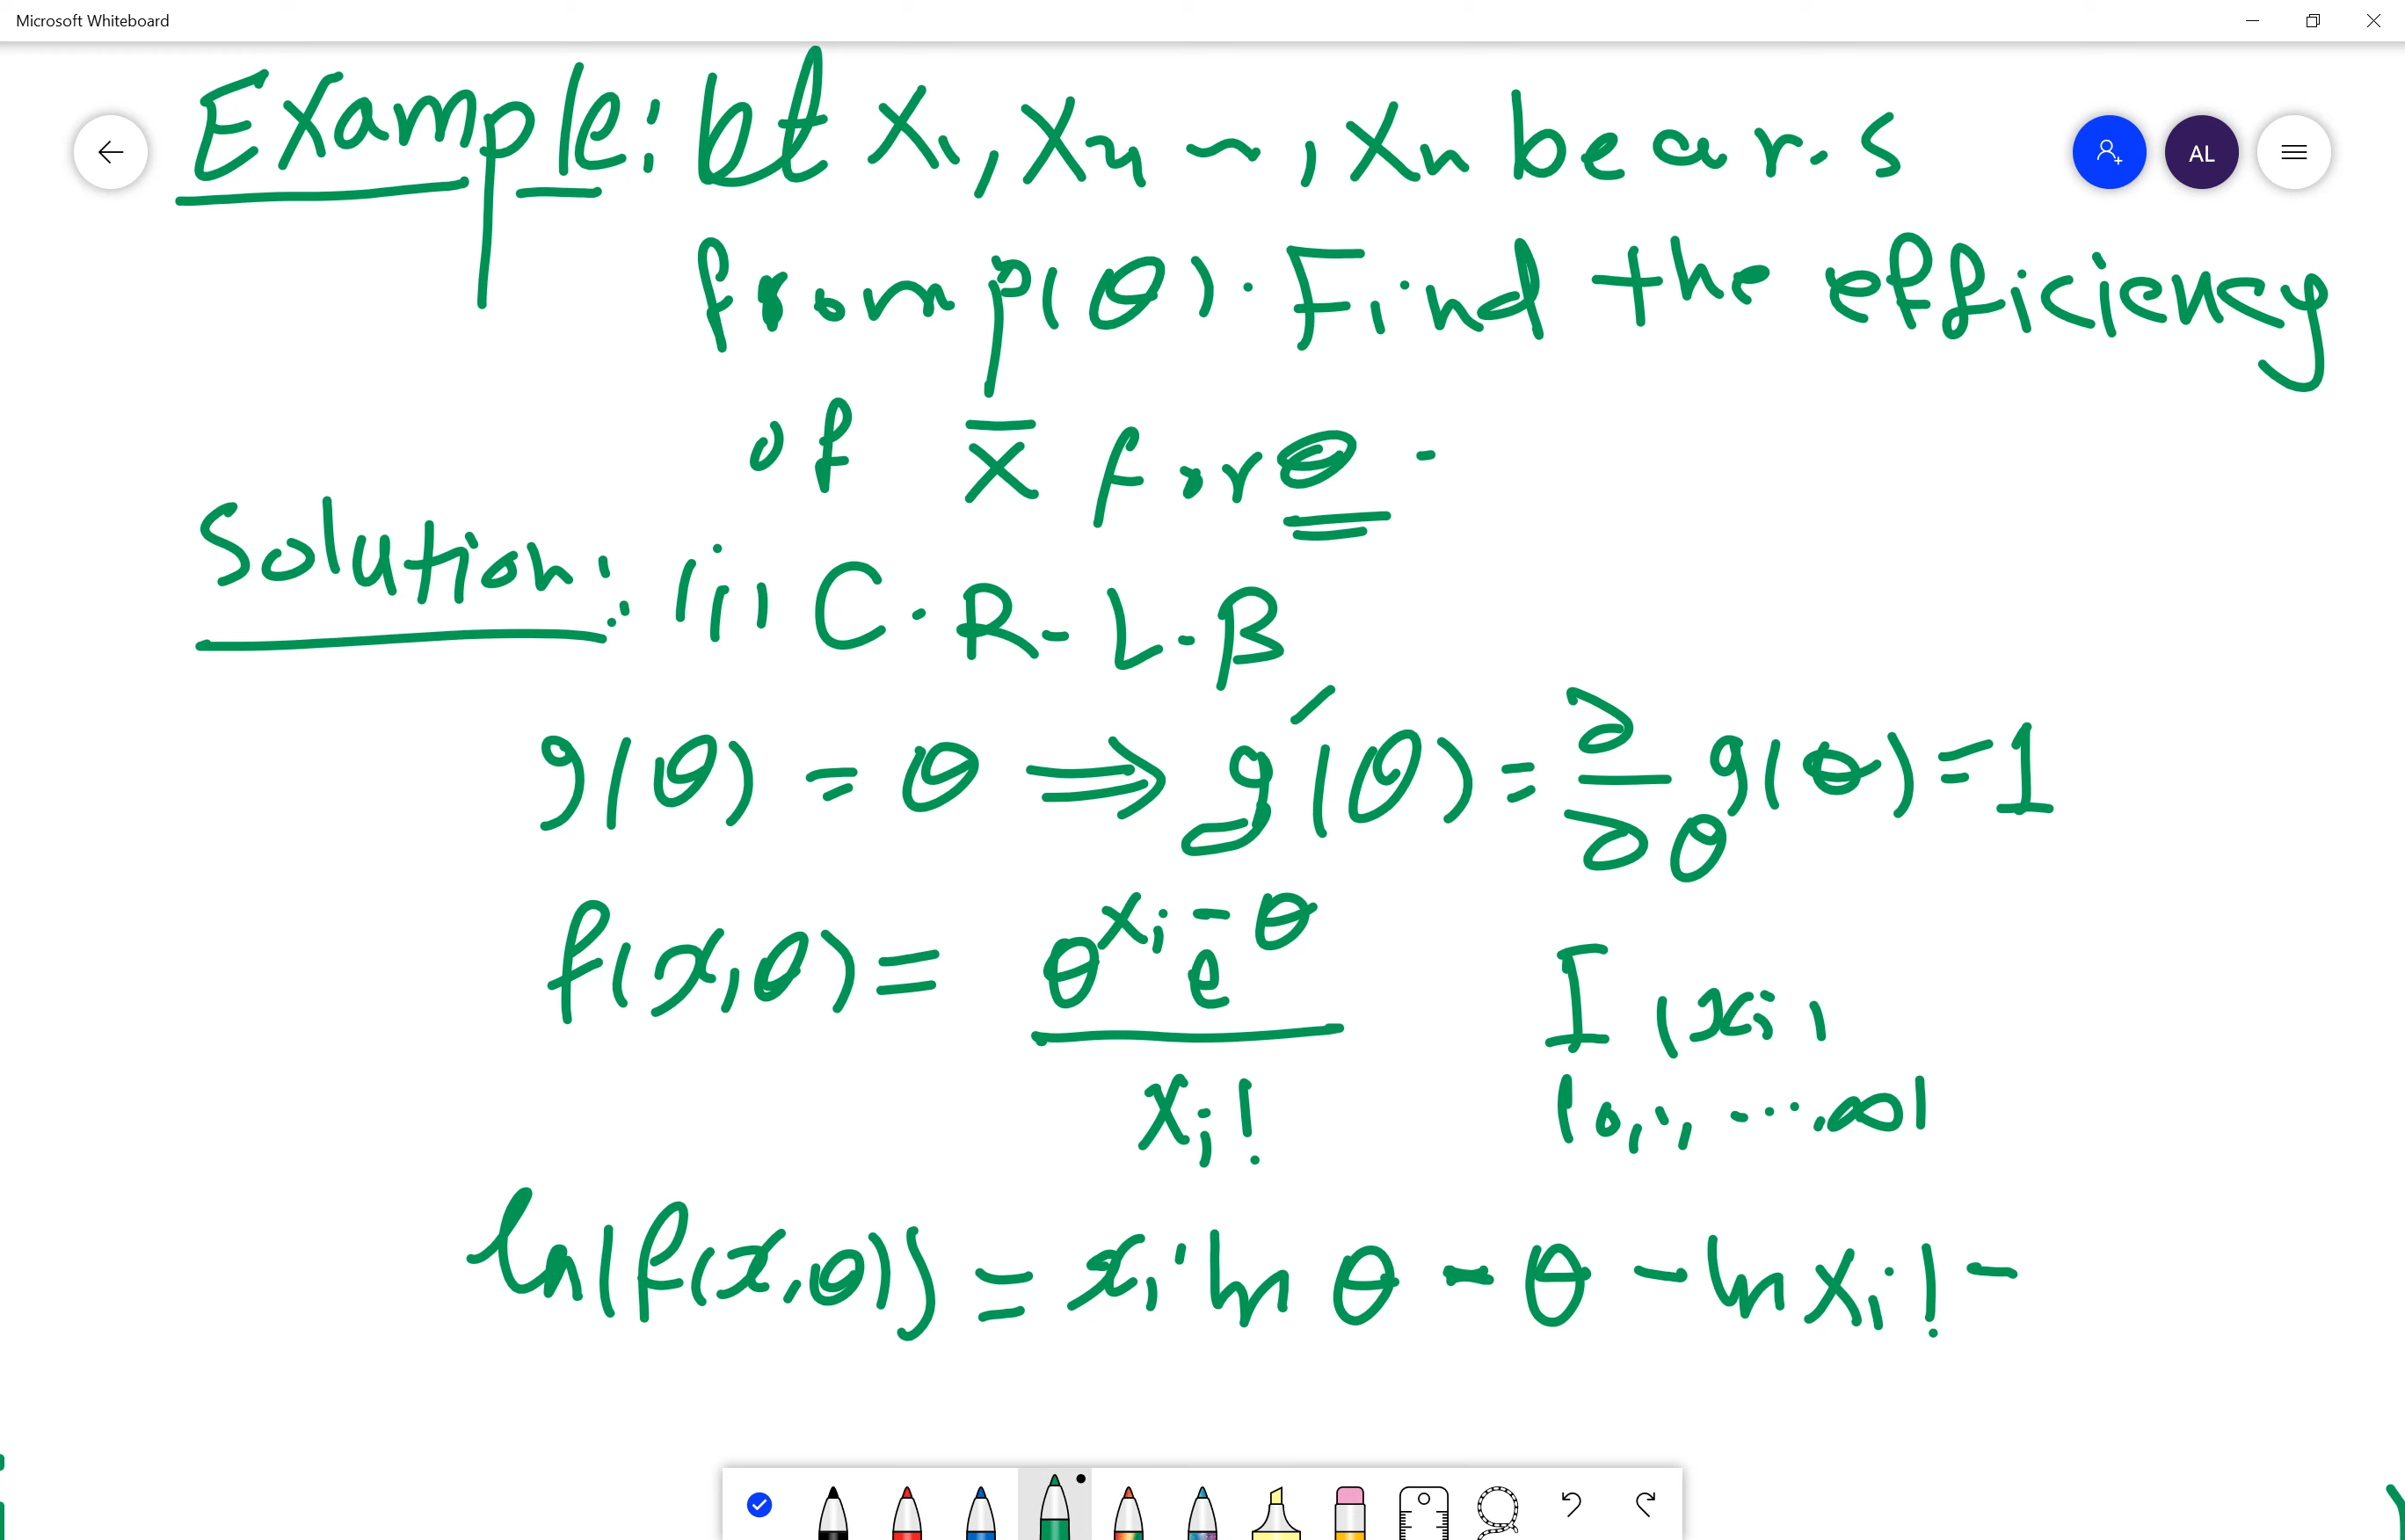 Microsoft Whiteboard
Example: let X₁, X₂, ~, Xₙ be a r.s
AL
from p(θ). Find the efficiency
of X̅ for θ.
Solution: (i) C.R.L.B
g(θ) = θ ⟹ g′(θ) = ∂/∂θ g(θ) = 1
f(x,θ) = θ^(xᵢ) e^(-θ) / xᵢ! I(xᵢ)
(0,1, ... ,∞)
ln(f(x,θ)) = xᵢ ln θ - θ - ln xᵢ! -